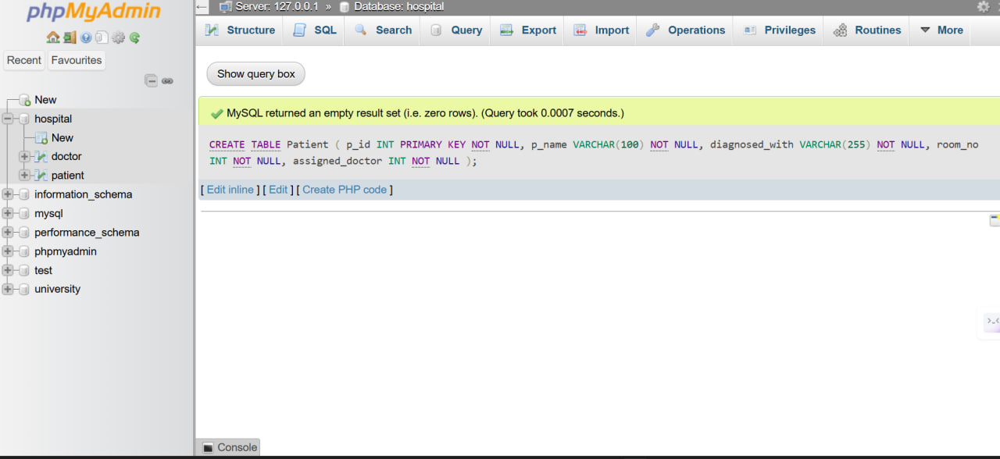 phpMyAdmin
Recent Favourites
New
hospital
New
doctor
patient
information_schema
mysql
performance_schema
phpmyadmin
test
university
Server: 127.0.0.1 » Database: hospital
Structure SQL Search Query Export Import Operations Privileges Routines More
Show query box
MySQL returned an empty result set (i.e. zero rows). (Query took 0.0007 seconds.)
CREATE TABLE Patient ( p_id INT PRIMARY KEY NOT NULL, p_name VARCHAR(100) NOT NULL, diagnosed_with VARCHAR(255) NOT NULL, room_no
INT NOT NULL, assigned_doctor INT NOT NULL );
[ Edit inline ] [ Edit ] [ Create PHP code ]
Console